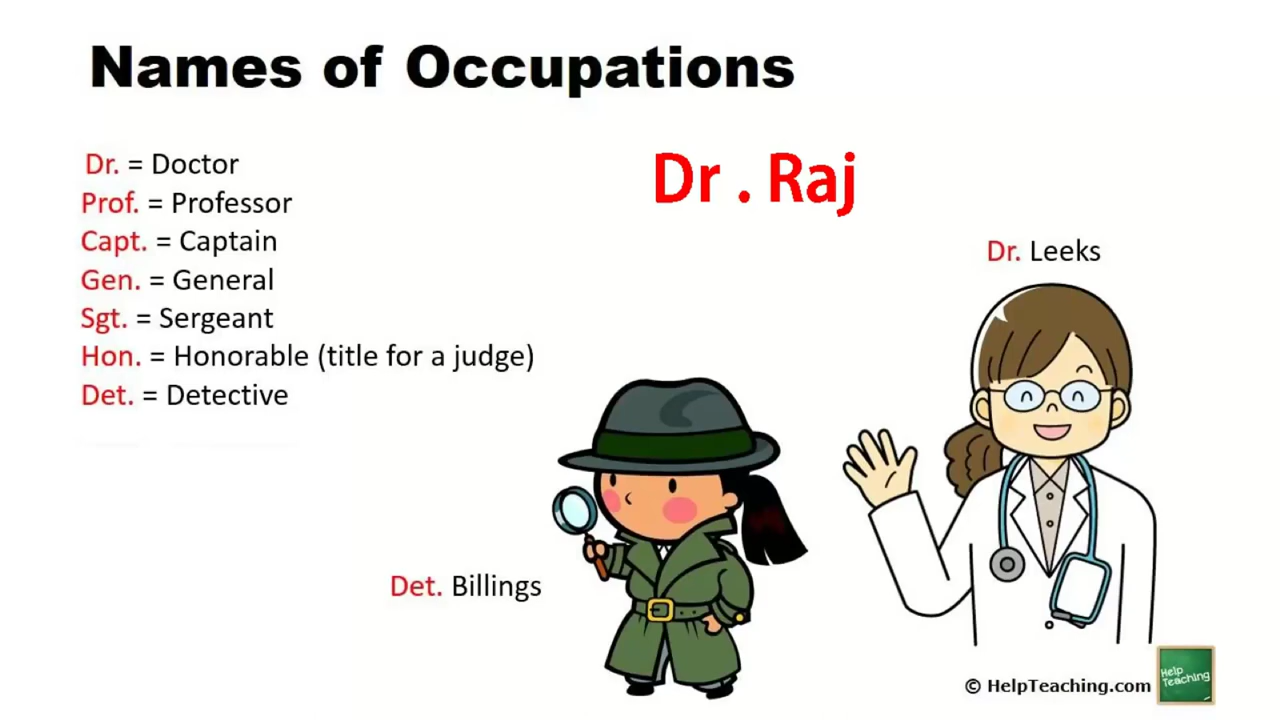 Names of Occupations
Dr. = Doctor
Prof. = Professor
Capt. = Captain
Gen. = General
Sgt. = Sergeant
Hon. = Honorable (title for a judge)
Det. = Detective
Dr . Raj
Dr. Leeks
Det. Billings
© HelpTeaching.com
Help
Teaching